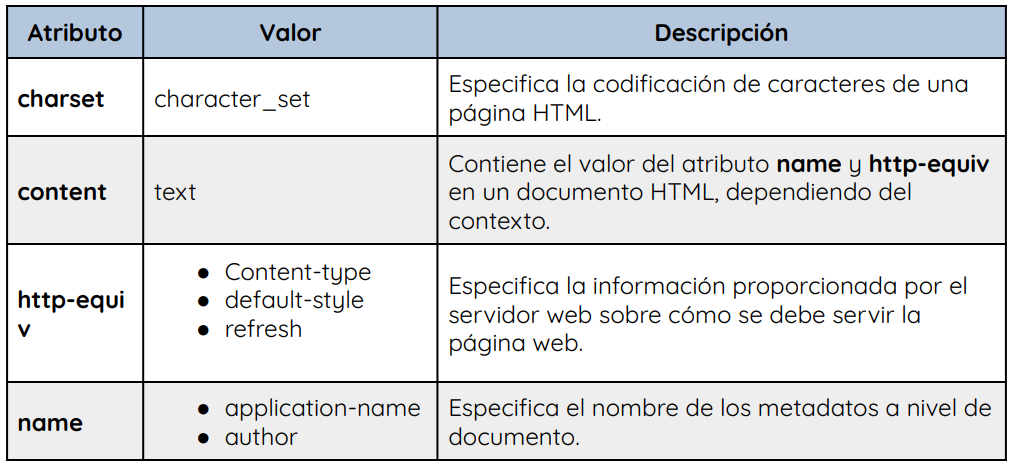 Atributo Valor Descripción
charset character_set Especifica la codificación de caracteres de una
página HTML.
content text Contiene el valor del atributo name y http-equiv
en un documento HTML, dependiendo del
contexto.
http-equi
v
● Content-type
● default-style
● refresh
Especifica la información proporcionada por el
servidor web sobre cómo se debe servir la
página web.
name
● application-name
● author
Especifica el nombre de los metadatos a nivel de
documento.